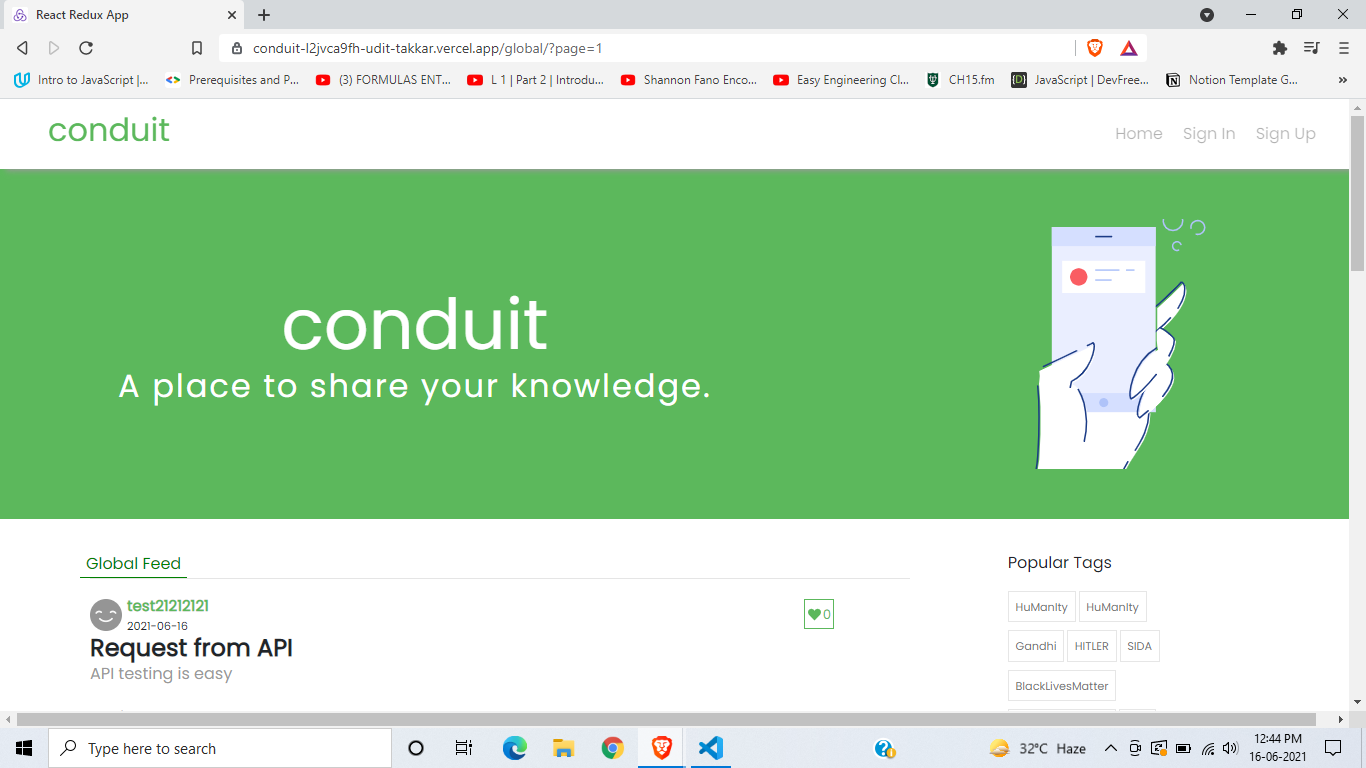 React Redux App
conduit-l2jvca9fh-udit-takkar.vercel.app/global/?page=1
Intro to JavaScript |... Prerequisites and P... (3) FORMULAS ENT... L 1 | Part 2 | Introdu... Shannon Fano Enco... Easy Engineering Cl... CH15.fm JavaScript | DevFree... Notion Template G... »
conduit
Home Sign In Sign Up
conduit
A place to share your knowledge.
Global Feed
test21212121
2021-06-16
0
Request from API
API testing is easy
Popular Tags
HuManIty HuManIty
Gandhi HITLER SIDA
BlackLivesMatter
Type here to search
32°C Haze
12:44 PM
16-06-2021